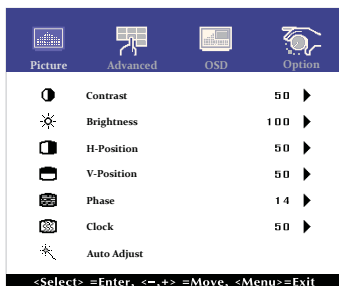 Picture Advanced OSD Option
Contrast 50
Brightness 100
H-Position 50
V-Position 50
Phase 14
Clock 50
Auto Adjust
<Select> =Enter, <–,+> =Move, <Menu>=Exit